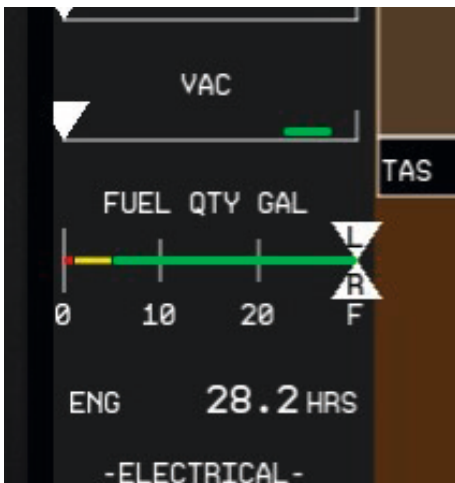 VAC
TAS
FUEL QTY GAL
L
R
0 10 20 F
ENG 28.2 HRS
-ELECTRICAL-